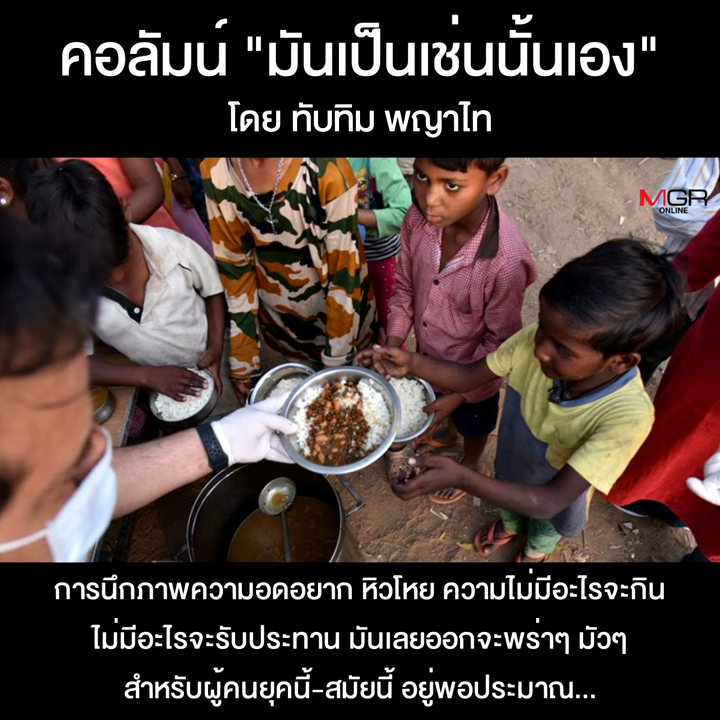 คอลัมน์ "มันเป็นเช่นนั้นเอง"
โดย ทับทิม พญาไท
MGR
ONLINE
การนึกภาพความอดอยาก หิวโหย ความไม่มีอะไรจะกิน
ไม่มีอะไรจะรับประทาน มันเลยออกจะพร่าๆ มัวๆ
สำหรับผู้คนยุคนี้-สมัยนี้ อยู่พอประมาณ...